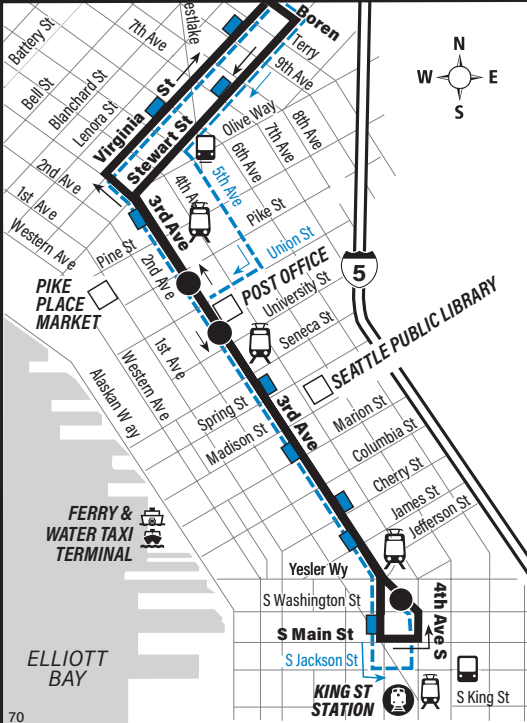 Battery St
7th Ave
estlake
Boren
Terry
9th Ave
Bell St
Blanchard St
Lenora St
Virginia St
Stewart St
Olive Way
8th Ave
7th Ave
6th Ave
5th Ave
4th Av
N
W E
S
2nd Ave
1st Ave
Western Ave
3rd Ave
Pike St
Union St
Pine St
2nd Ave
5
PIKE
PLACE
MARKET
POST OFFICE
University St
Seneca St
SEATTLE PUBLIC LIBRARY
1st Ave
Western Ave
Alaskan Way
Spring St
Madison St
3rd Ave
Marion St
Columbia St
Cherry St
James St
Jefferson St
FERRY &
WATER TAXI
TERMINAL
Yesler Wy
S Washington St
4th Ave S
S Main St
S Jackson St
ELLIOTT
BAY
KING ST
STATION
S King St
70